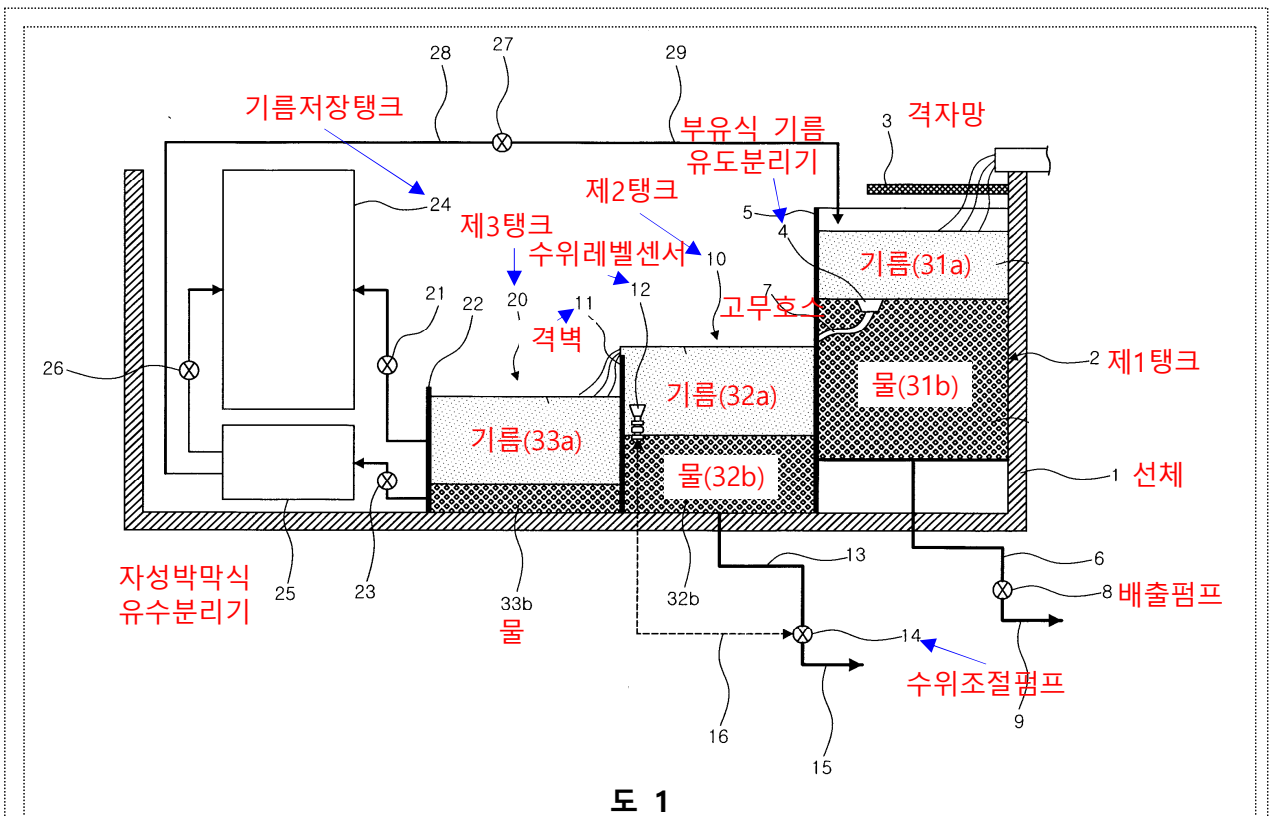 27
28
29
기름저장탱크
부유식 기름
유도분리기
3 격자망
제2탱크
5
4
24
제3탱크
수위레벨센서
10
기름(31a)
20
11
12
7
고무호스
21
22
격벽
26
2 제1탱크
기름(32a)
물(31b)
기름(33a)
물(32b)
1 선체
13
6
자성박막식
유수분리기
25
23
33b
물
32b
8 배출펌프
14
수위조절펌프
16
15
9
도 1